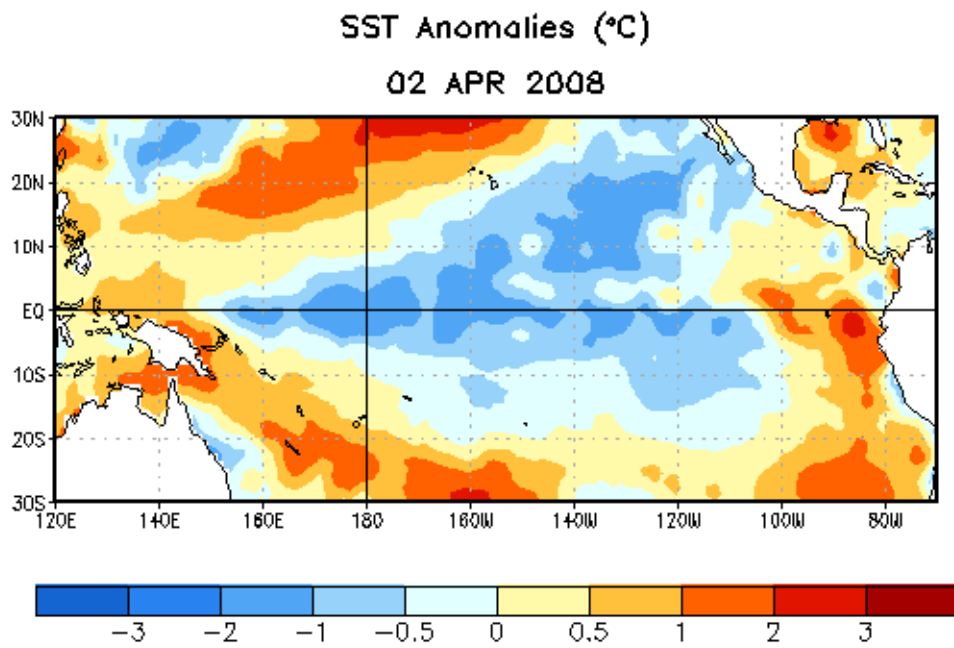 SST Anomalies (°C)
02 APR 2008
30N
20N
10N
EQ
10S
20S
30S
120E 140E 160E 180 160W 140W 120W 100W 80W
-3 -2 -1 -0.5 0 0.5 1 2 3